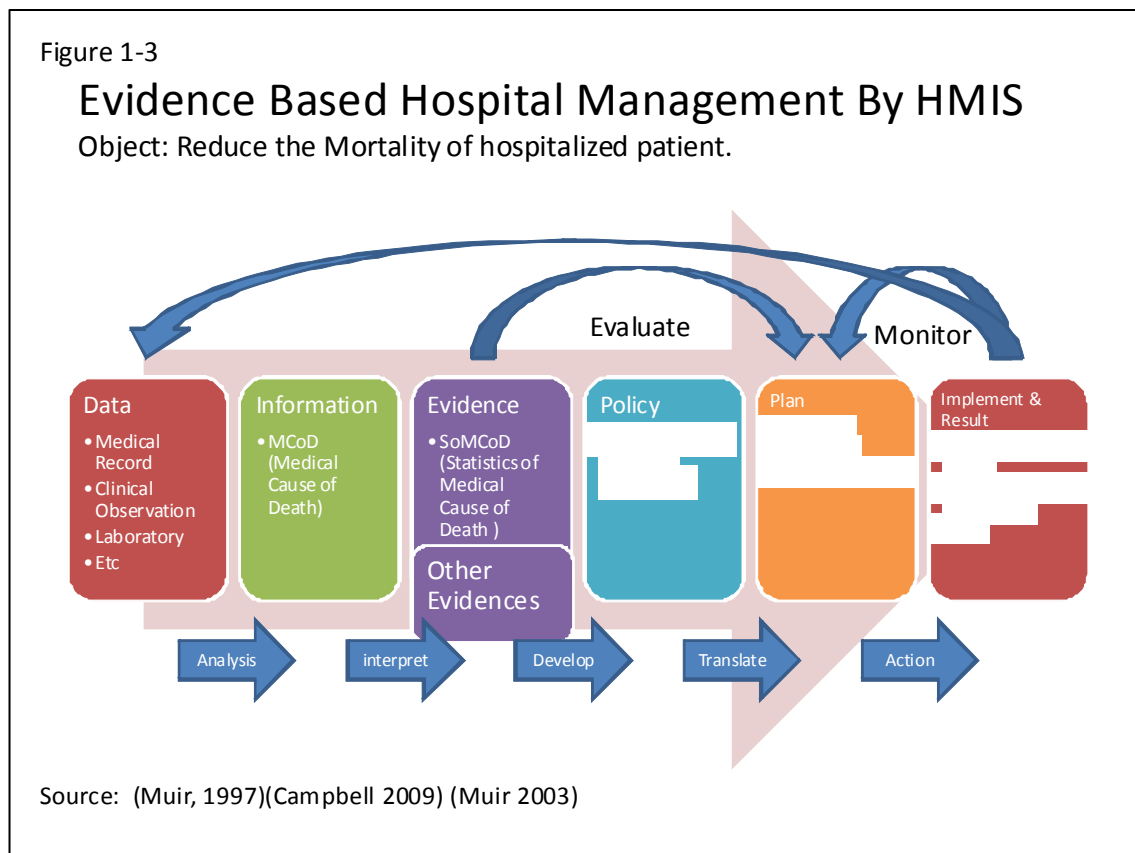 Figure 1-3
Evidence Based Hospital Management By HMIS
Object: Reduce the Mortality of hospitalized patient.
Evaluate
Monitor
Data
•Medical
Record
•Clinical
Observation
•Laboratory
•Etc
Information
•MCoD
(Medical
Cause of
Death)
Evidence
•SoMCoD
(Statistics of
Medical
Cause of
Death )
Other
Evidences
Policy
Plan
Implement &
Result
Analysis
interpret
Develop
Translate
Action
Source:  (Muir, 1997)(Campbell 2009) (Muir 2003)